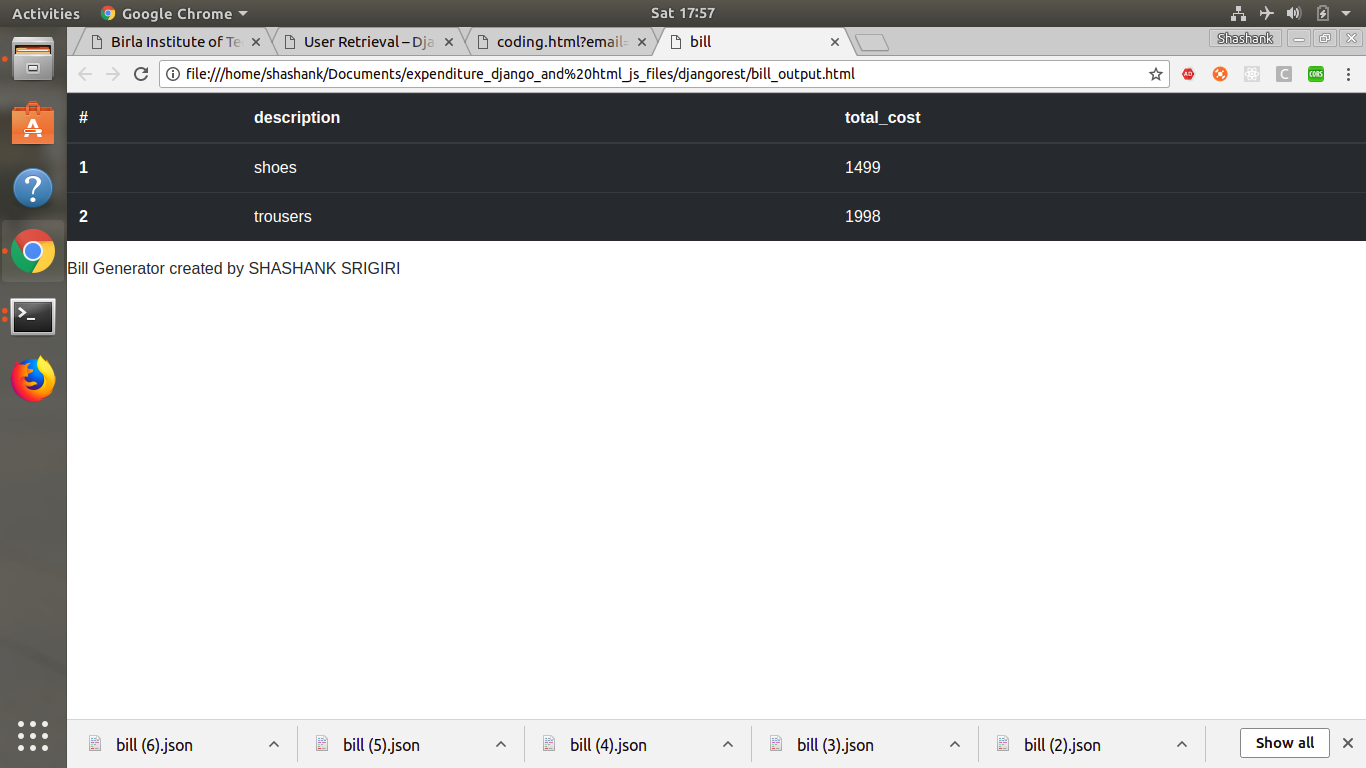 Activities Google Chrome Sat 17:57
Birla Institute of Te User Retrieval – Dja coding.html?email= bill Shashank
file:///home/shashank/Documents/expenditure_django_and%20html_js_files/djangorest/bill_output.html CORS
# description total_cost
1 shoes 1499
2 trousers 1998
Bill Generator created by SHASHANK SRIGIRI
bill (6).json bill (5).json bill (4).json bill (3).json bill (2).json Show all